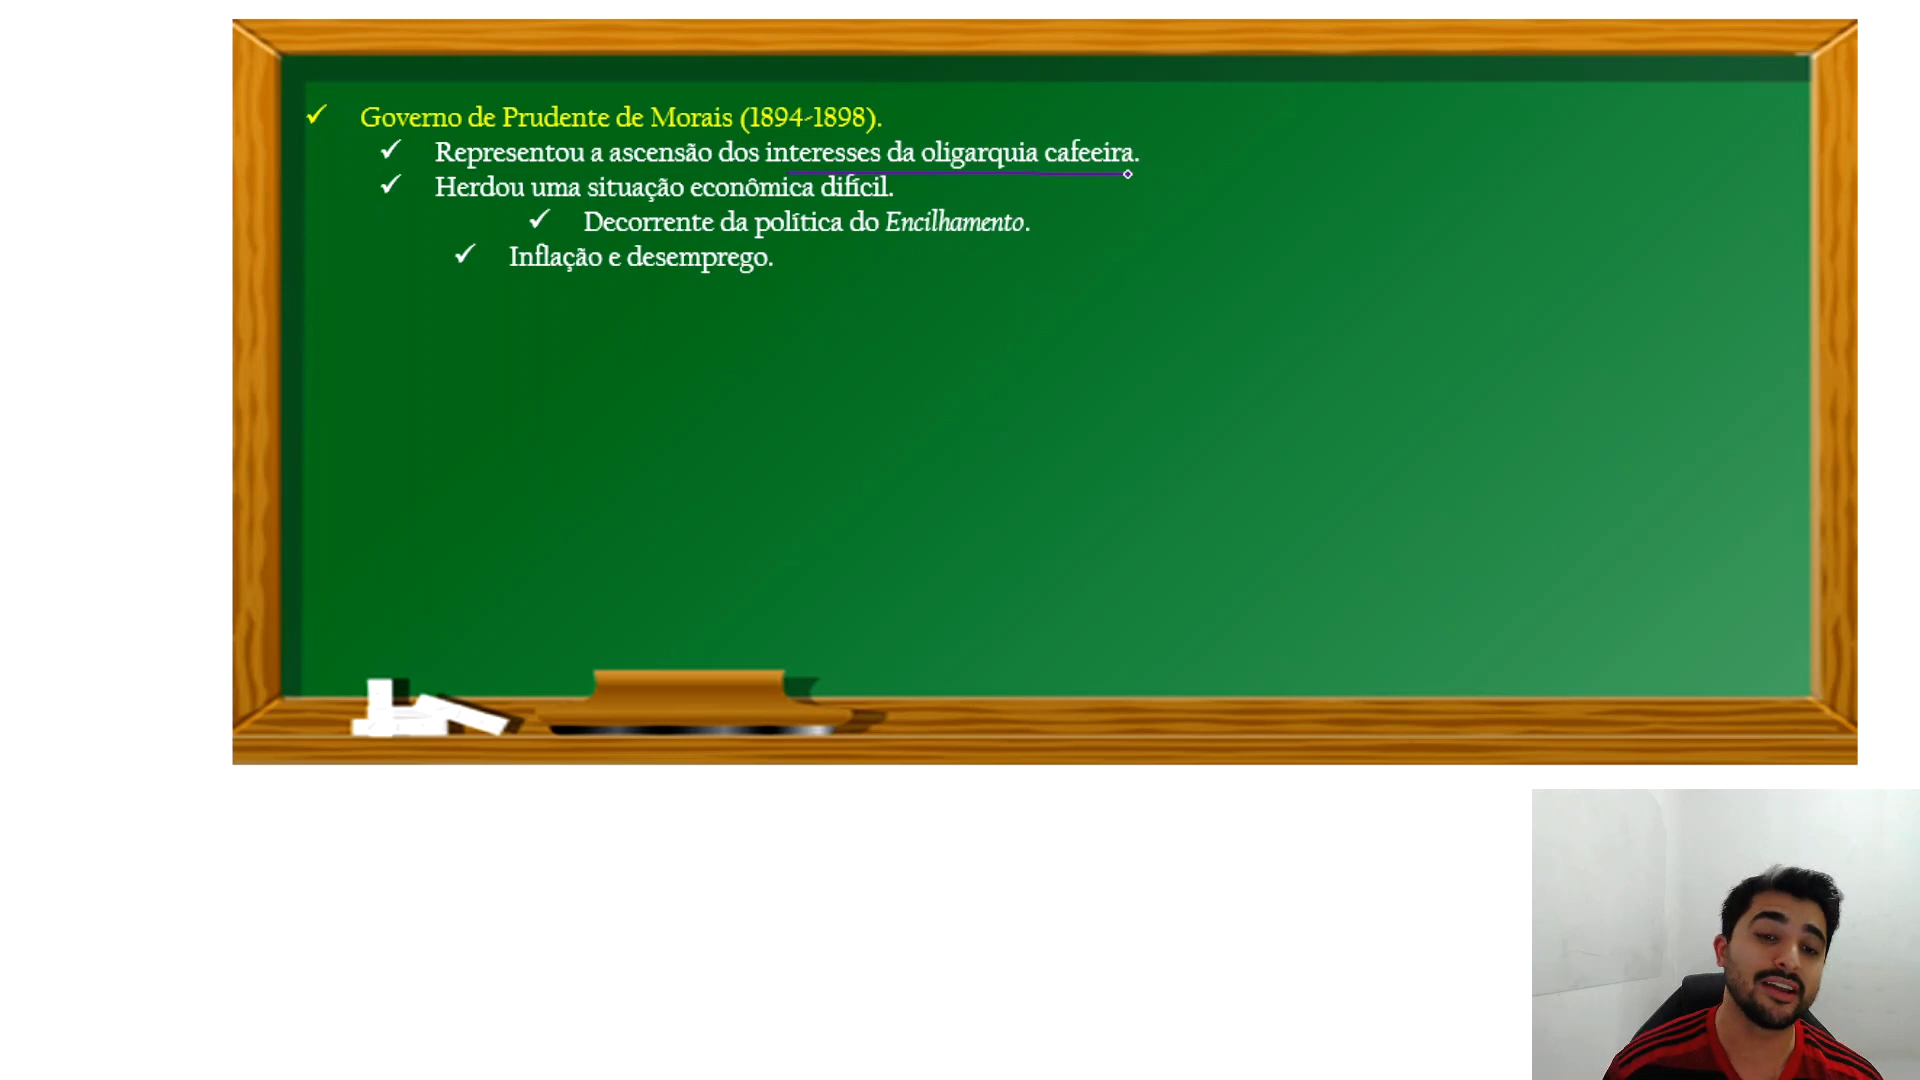 Governo de Prudente de Morais (1894-1898).
Representou a ascensão dos interesses da oligarquia cafeeira.
Herdou uma situação econômica difícil.
Decorrente da política do Encilhamento.
Inflação e desemprego.